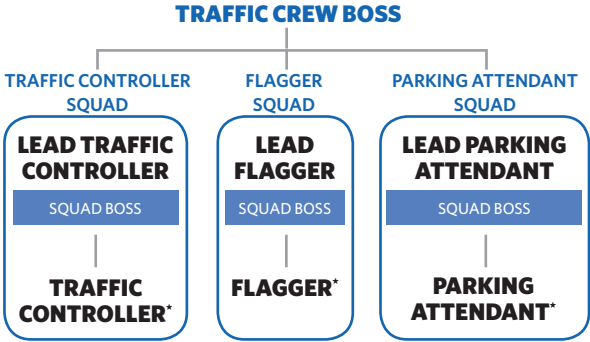 TRAFFIC CREW BOSS
TRAFFIC CONTROLLER
SQUAD
LEAD TRAFFIC
CONTROLLER
SQUAD BOSS
TRAFFIC
CONTROLLER*
FLAGGER
SQUAD
LEAD
FLAGGER
SQUAD BOSS
FLAGGER*
PARKING ATTENDANT
SQUAD
LEAD PARKING
ATTENDANT
SQUAD BOSS
PARKING
ATTENDANT*